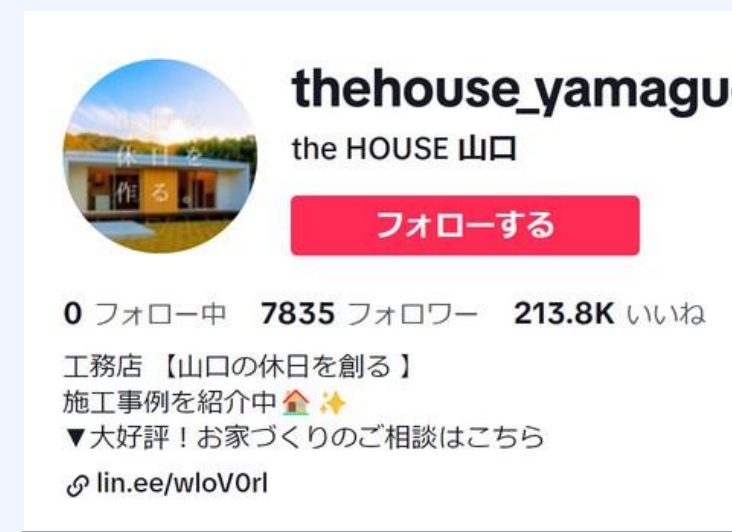 thehouse_yamagu
the HOUSE 山口
休日を
作る。
フォローする
0 フォロー中 7835 フォロワー 213.8K いいね
工務店 【山口の休日を創る 】
施工事例を紹介中🏠✨
▼大好評！お家づくりのご相談はこちら
lin.ee/wloV0rl